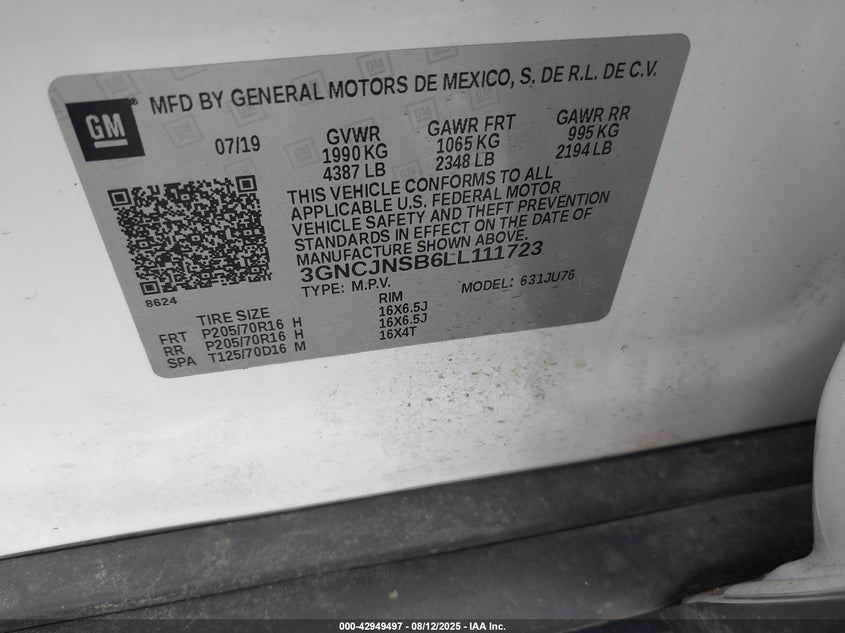 GM
®
MFD BY GENERAL MOTORS DE MEXICO, S. DE R.L. DE C.V.
07/19
GVWR
1990 KG
4387 LB
GAWR FRT
1065 KG
2348 LB
GAWR RR
995 KG
2194 LB
THIS VEHICLE CONFORMS TO ALL
APPLICABLE U.S. FEDERAL MOTOR
VEHICLE SAFETY AND THEFT PREVENTION
STANDARDS IN EFFECT ON THE DATE OF
MANUFACTURE SHOWN ABOVE.
3GNCJNSB6LL111723
TYPE: M.P.V.
MODEL: 631JU76
8624
TIRE SIZE
RIM
FRT P205/70R16 H 16X6.5J
RR P205/70R16 H 16X6.5J
SPA T125/70D16 M 16X4T
000-42949497 - 08/12/2025 - IAA Inc.